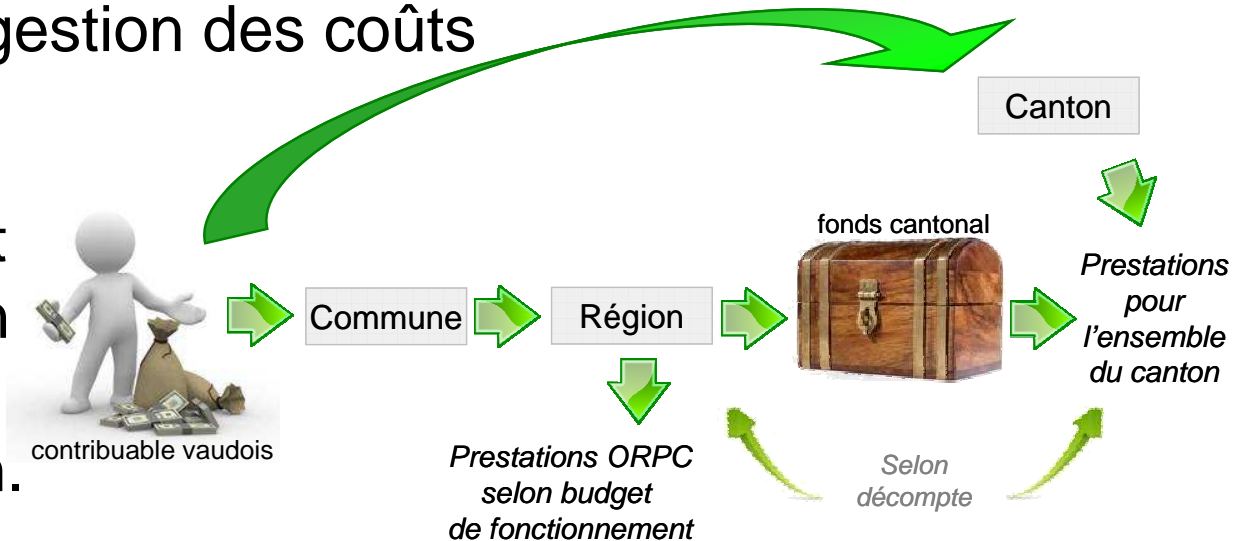 gestion des coûts
Canton
fonds cantonal
Commune
Région
Prestations
pour
l'ensemble
du canton
contribuable vaudois
n.
Prestations ORPC
selon budget
de fonctionnement
Selon
décompte